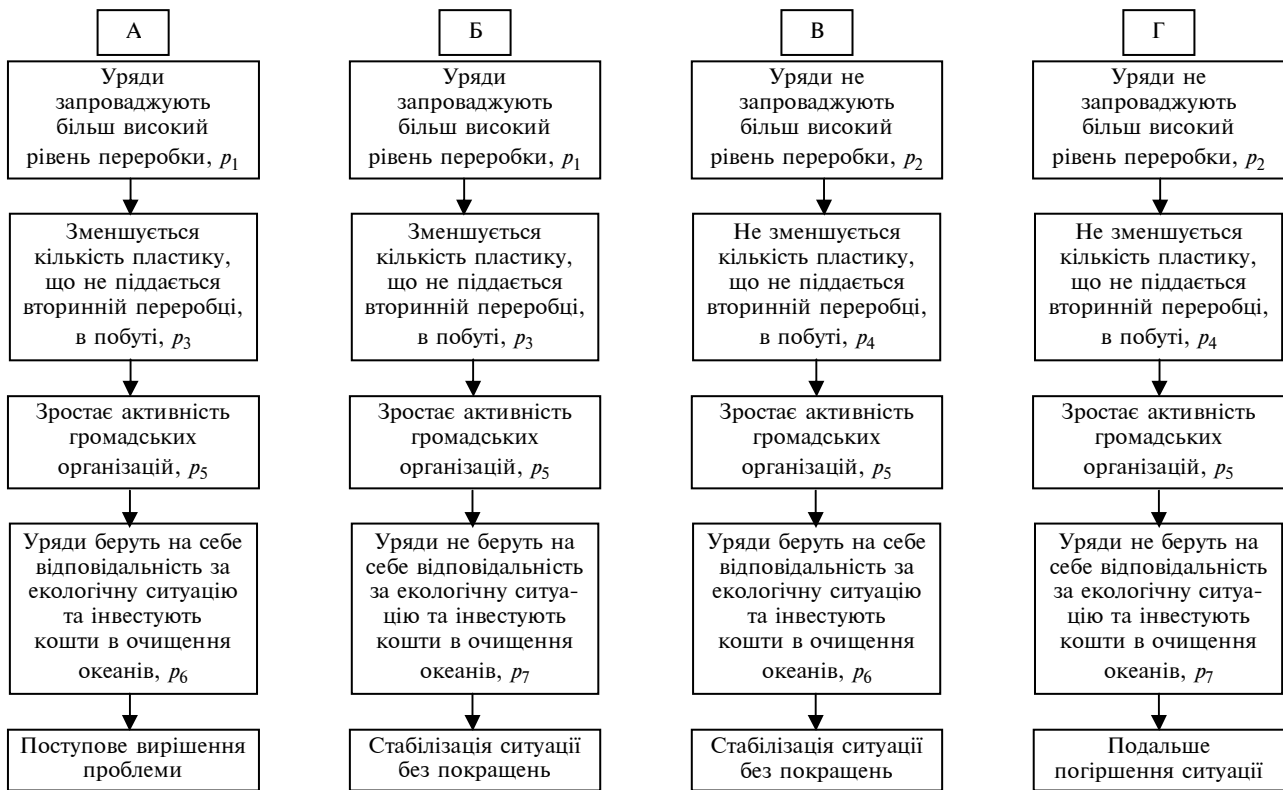 А
Уряди
запроваджують
більш високий
рівень переробки, p1
Зменшується
кількість пластику,
що не піддається
вторинній переробці,
в побуті, p3
Зростає активність
громадських
організацій, p5
Уряди беруть на себе
відповідальність за
екологічну ситуацію
та інвестують
кошти в очищення
океанів, p6
Поступове вирішення
проблеми
Б
Уряди
запроваджують
більш високий
рівень переробки, p1
Зменшується
кількість пластику,
що не піддається
вторинній переробці,
в побуті, p3
Зростає активність
громадських
організацій, p5
Уряди не беруть на
себе відповідальність
за екологічну ситуа-
цію та інвестують
кошти в очищення
океанів, p7
Стабілізація ситуації
без покращень
В
Уряди не
запроваджують
більш високий
рівень переробки, p2
Не зменшується
кількість пластику,
що не піддається
вторинній переробці,
в побуті, p4
Зростає активність
громадських
організацій, p5
Уряди беруть на себе
відповідальність за
екологічну ситуацію
та інвестують
кошти в очищення
океанів, p6
Стабілізація ситуації
без покращень
Г
Уряди не
запроваджують
більш високий
рівень переробки, p2
Не зменшується
кількість пластику,
що не піддається
вторинній переробці,
в побуті, p4
Зростає активність
громадських
організацій, p5
Уряди не беруть на
себе відповідальність
за екологічну ситуа-
цію та інвестують
кошти в очищення
океанів, p7
Подальше
погіршення ситуації